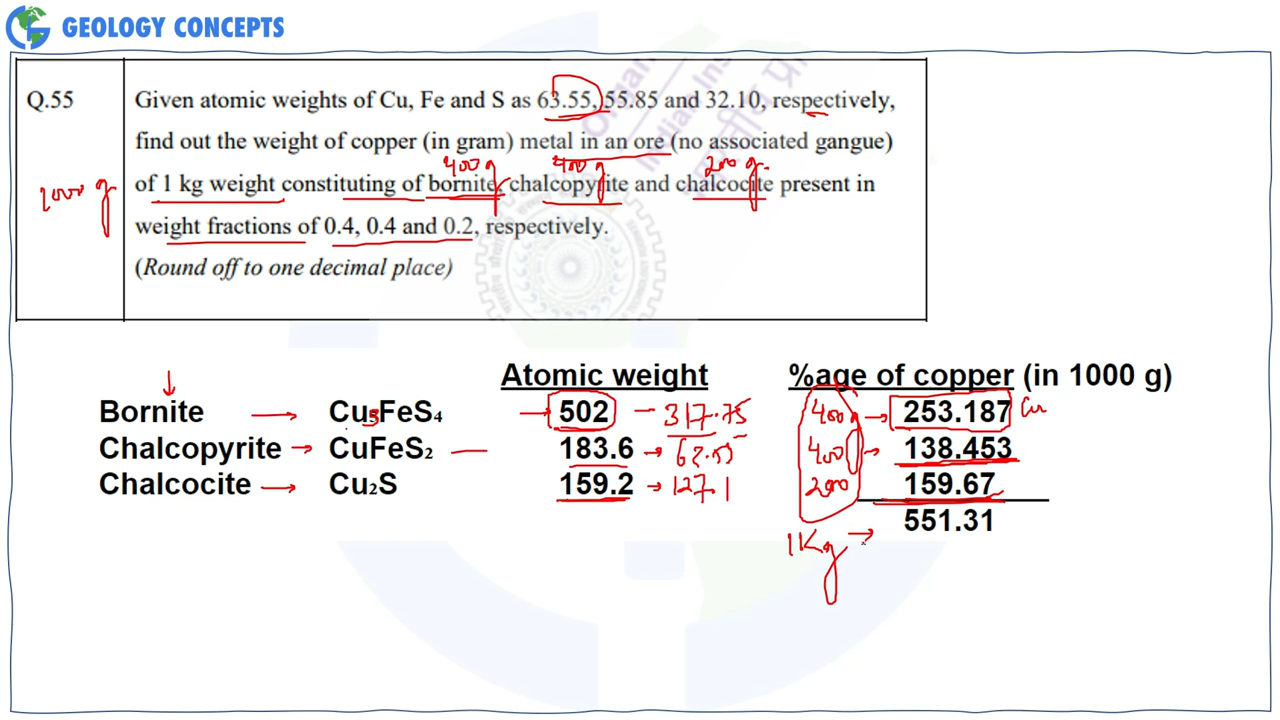 GEOLOGY CONCEPTS
Q.55
Given atomic weights of Cu, Fe and S as 63.55, 55.85 and 32.10, respectively,
find out the weight of copper (in gram) metal in an ore (no associated gangue)
400 g 400 g 200 g
1000 g
of 1 kg weight constituting of bornite, chalcopyrite and chalcocite present in
weight fractions of 0.4, 0.4 and 0.2, respectively.
(Round off to one decimal place)
Atomic weight %age of copper (in 1000 g)
Bornite → Cu₅FeS₄ → 502 - 317.75 400 → 253.187 Cu
Chalcopyrite → CuFeS₂ — 183.6 → 400 → 138.453
Chalcocite → Cu₂S 159.2 → 127.1 200 159.67
551.31
1Kg →